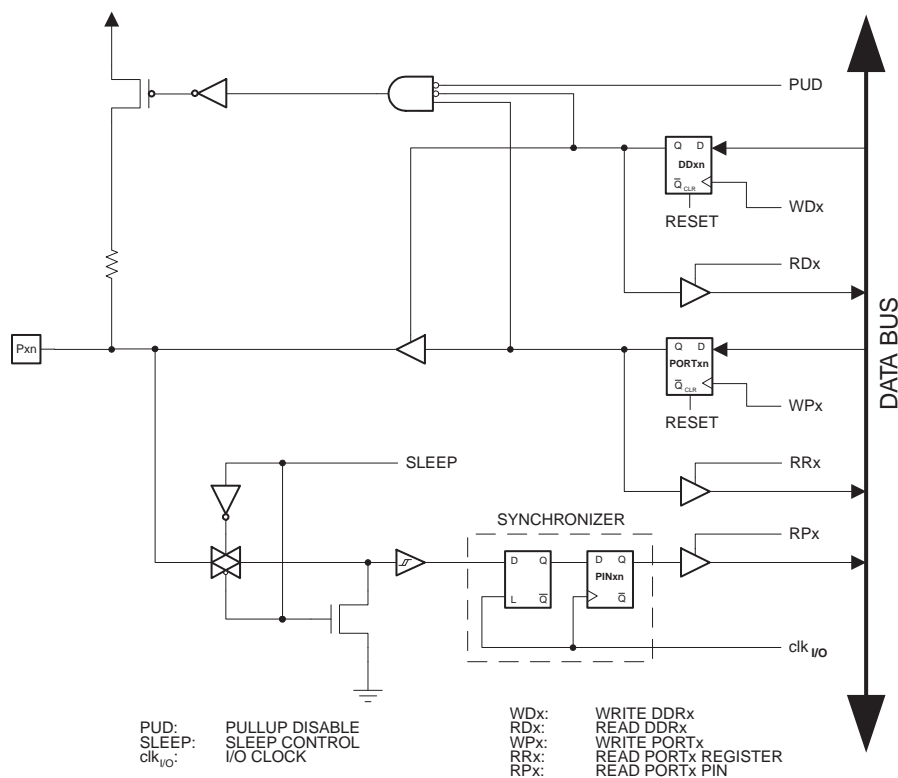 PUD
Q D
DDxn
Q CLR
WDx
RESET
RDx
Pxn
Q D
PORTxn
Q CLR
WPx
RESET
DATA BUS
SLEEP
RRx
SYNCHRONIZER
RPx
D Q
L Q
D Q
PINxn
Q
clk I/O
PUD: PULLUP DISABLE
SLEEP: SLEEP CONTROL
clkI/O: I/O CLOCK
WDx: WRITE DDRx
RDx: READ DDRx
WPx: WRITE PORTx
RRx: READ PORTx REGISTER
RPx: READ PORTx PIN